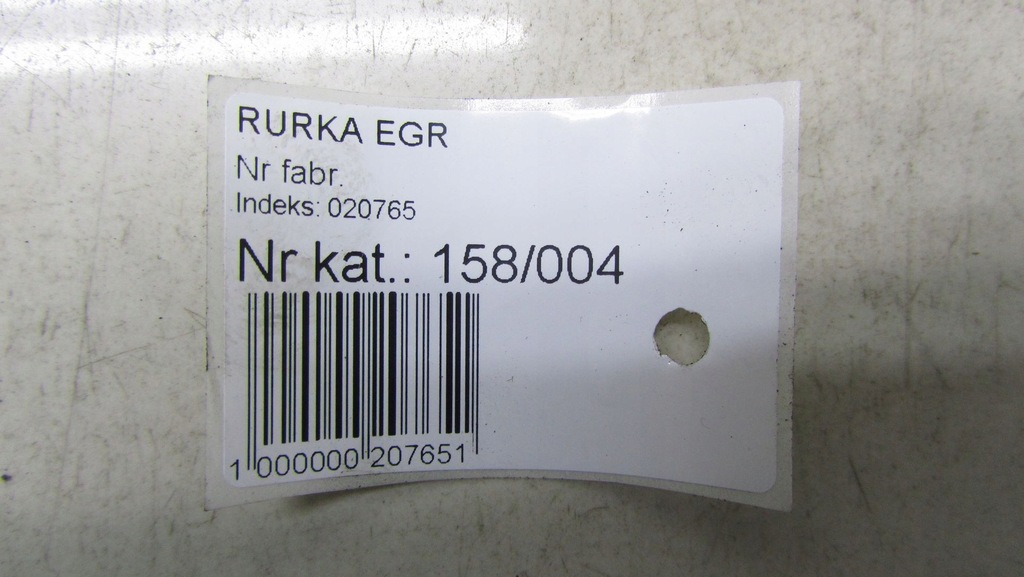 RURKA EGR
Nr fabr.
Indeks: 020765
Nr kat.: 158/004
1 000000 207651